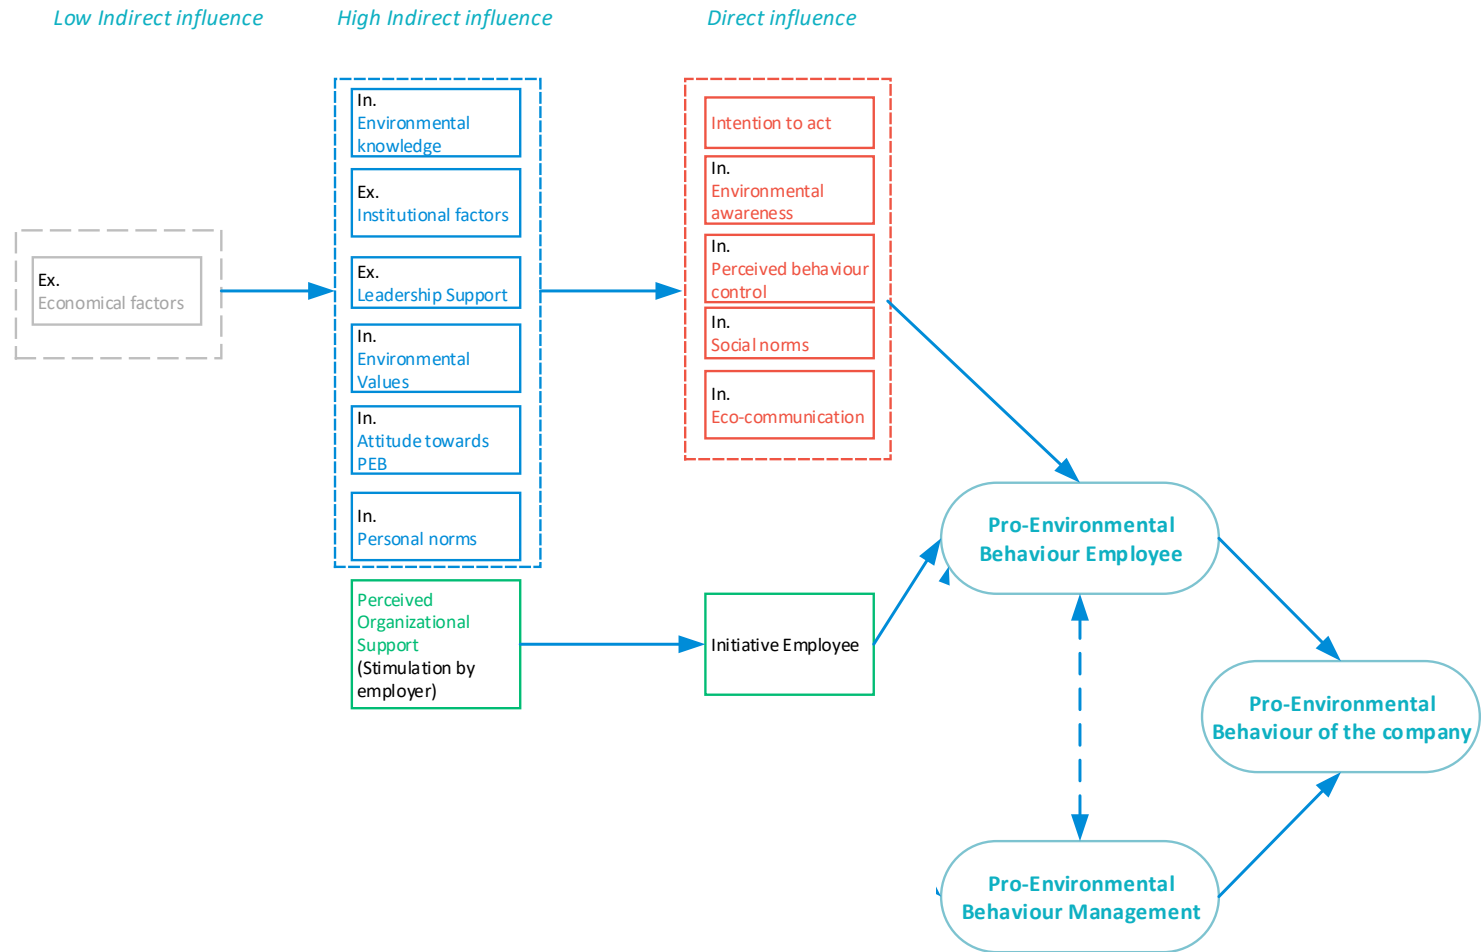 Low Indirect influence
High Indirect influence
Direct influence
Ex.
Economical factors
In.
Environmental
knowledge
Ex.
Institutional factors
Ex.
Leadership Support
In.
Environmental
Values
In.
Attitude towards
PEB
In.
Personal norms
Perceived
Organizational
Support
(Stimulation by
employer)
Intention to act
In.
Environmental
awareness
In.
Perceived behaviour
control
In.
Social norms
In.
Eco-communication
Initiative Employee
Pro-Environmental
Behaviour Employee
Pro-Environmental
Behaviour of the company
Pro-Environmental
Behaviour Management